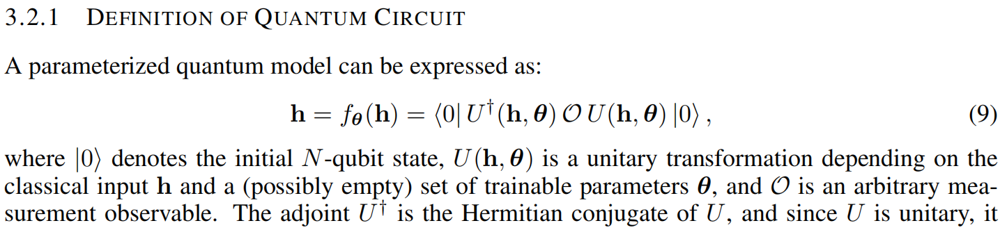 3.2.1 DEFINITION OF QUANTUM CIRCUIT
A parameterized quantum model can be expressed as:
𝐡 = f_𝜽(𝐡) = ⟨0| U†(𝐡, 𝜽) 𝒪 U(𝐡, 𝜽) |0⟩ , (9)
where |0⟩ denotes the initial N-qubit state, U(𝐡, 𝜽) is a unitary transformation depending on the
classical input 𝐡 and a (possibly empty) set of trainable parameters 𝜽, and 𝒪 is an arbitrary mea-
surement observable. The adjoint U† is the Hermitian conjugate of U, and since U is unitary, it